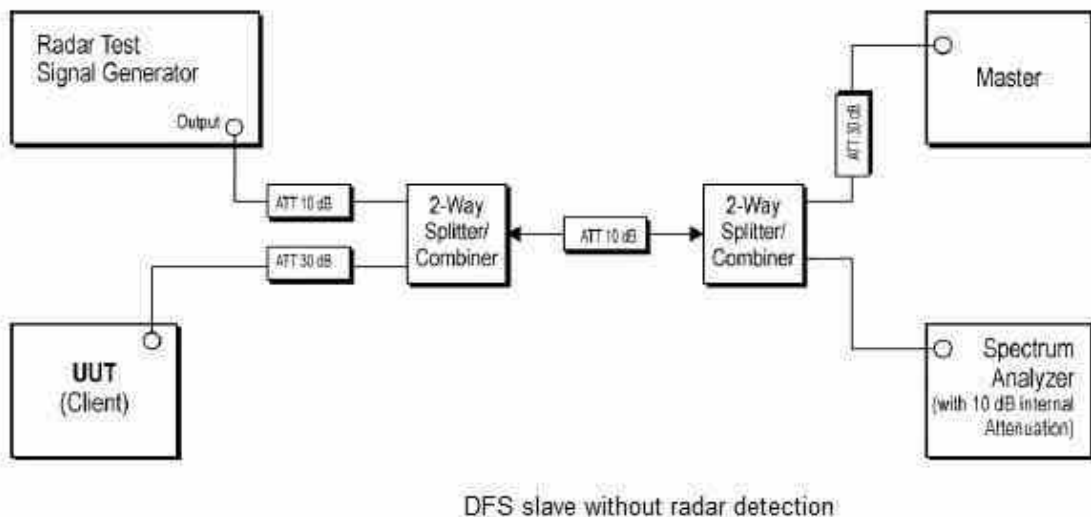 Radar Test
Signal Generator
Output
Master
ATT 30 dB
ATT 10 dB
2-Way
Splitter/
Combiner
ATT 10 dB
2-Way
Splitter/
Combiner
ATT 30 dB
UUT
(Client)
Spectrum
Analyzer
(with 10 dB internal
Attenuation)
DFS slave without radar detection